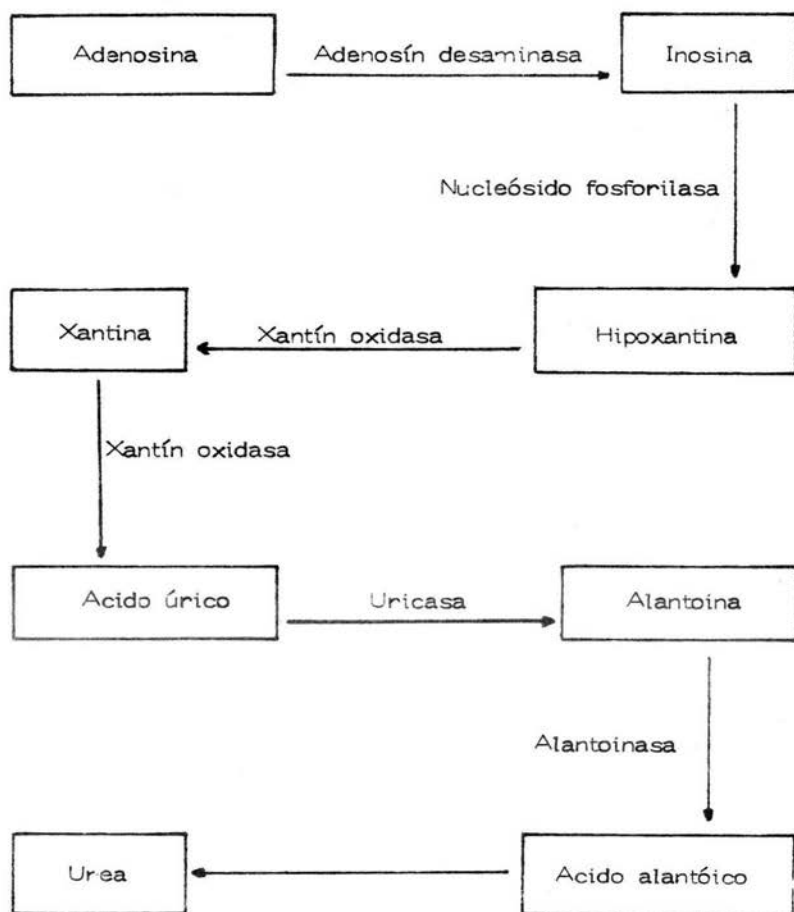 Adenosina
Adenosín desaminasa
Inosina
Nucleósido fosforilasa
Xantina
Xantín oxidasa
Hipoxantina
Xantín oxidasa
Acido úrico
Uricasa
Alantoina
Alantoinasa
Urea
Acido alantóico